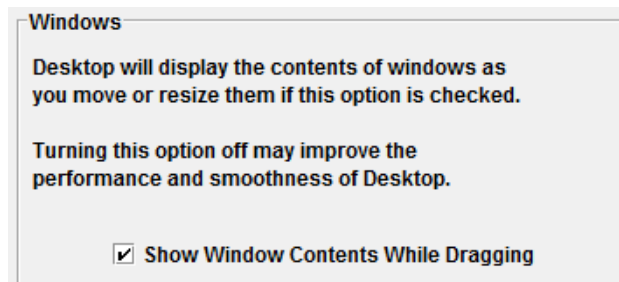 Windows
Desktop will display the contents of windows as
you move or resize them if this option is checked.
Turning this option off may improve the
performance and smoothness of Desktop.
Show Window Contents While Dragging